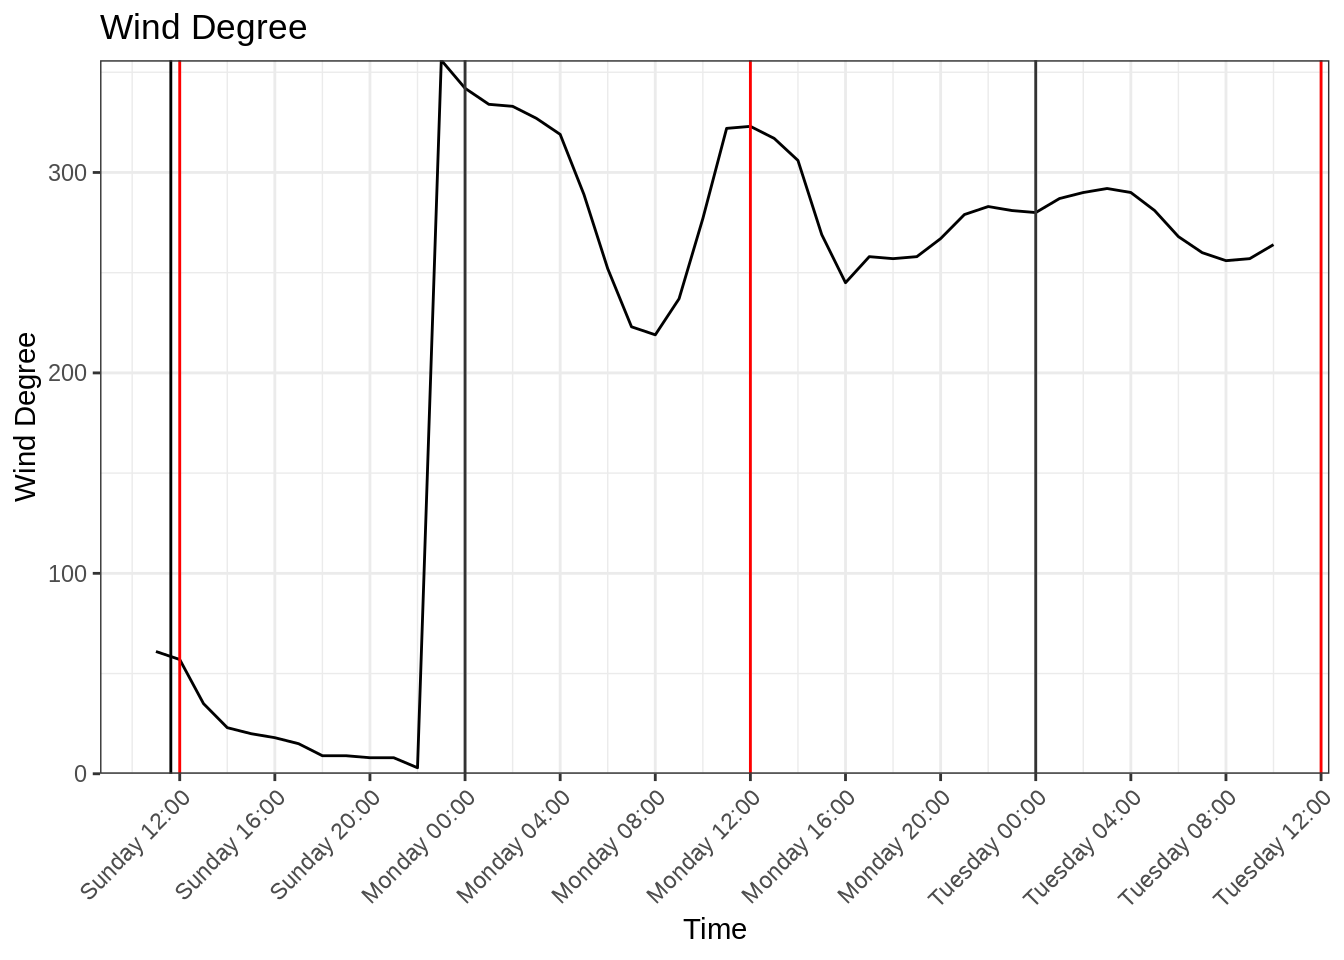 Wind Degree
Wind Degree
300
200
100
0
Sunday 12:00
Sunday 16:00
Sunday 20:00
Monday 00:00
Monday 04:00
Monday 08:00
Monday 12:00
Monday 16:00
Monday 20:00
Tuesday 00:00
Tuesday 04:00
Tuesday 08:00
Tuesday 12:00
Time